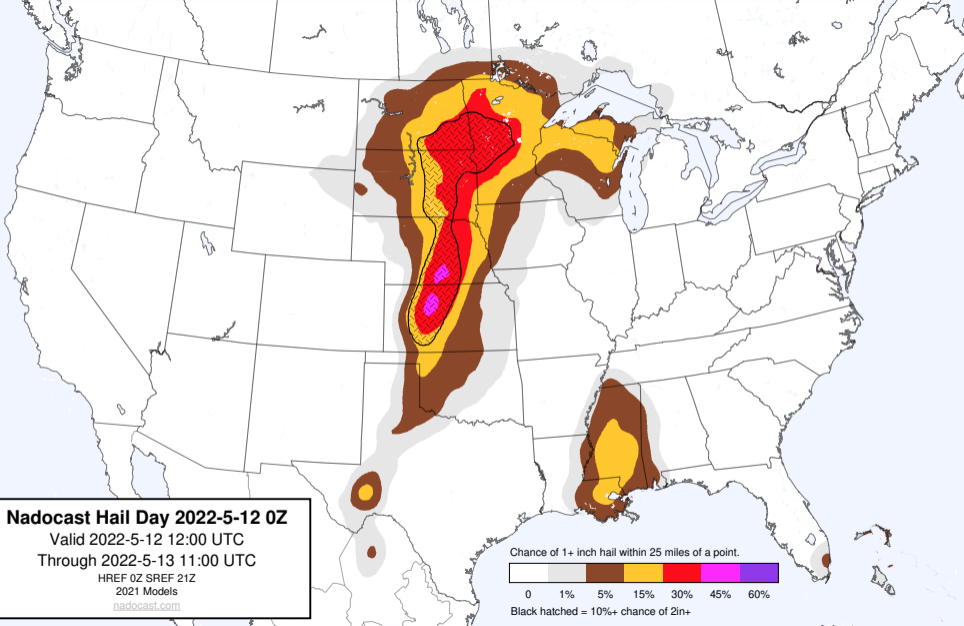 Nadocast Hail Day 2022-5-12 0Z
Valid 2022-5-12 12:00 UTC
Through 2022-5-13 11:00 UTC
HREF 0Z SREF 21Z
2021 Models
nadocast.com
Chance of 1+ inch hail within 25 miles of a point.
0 1% 5% 15% 30% 45% 60%
Black hatched = 10%+ chance of 2in+